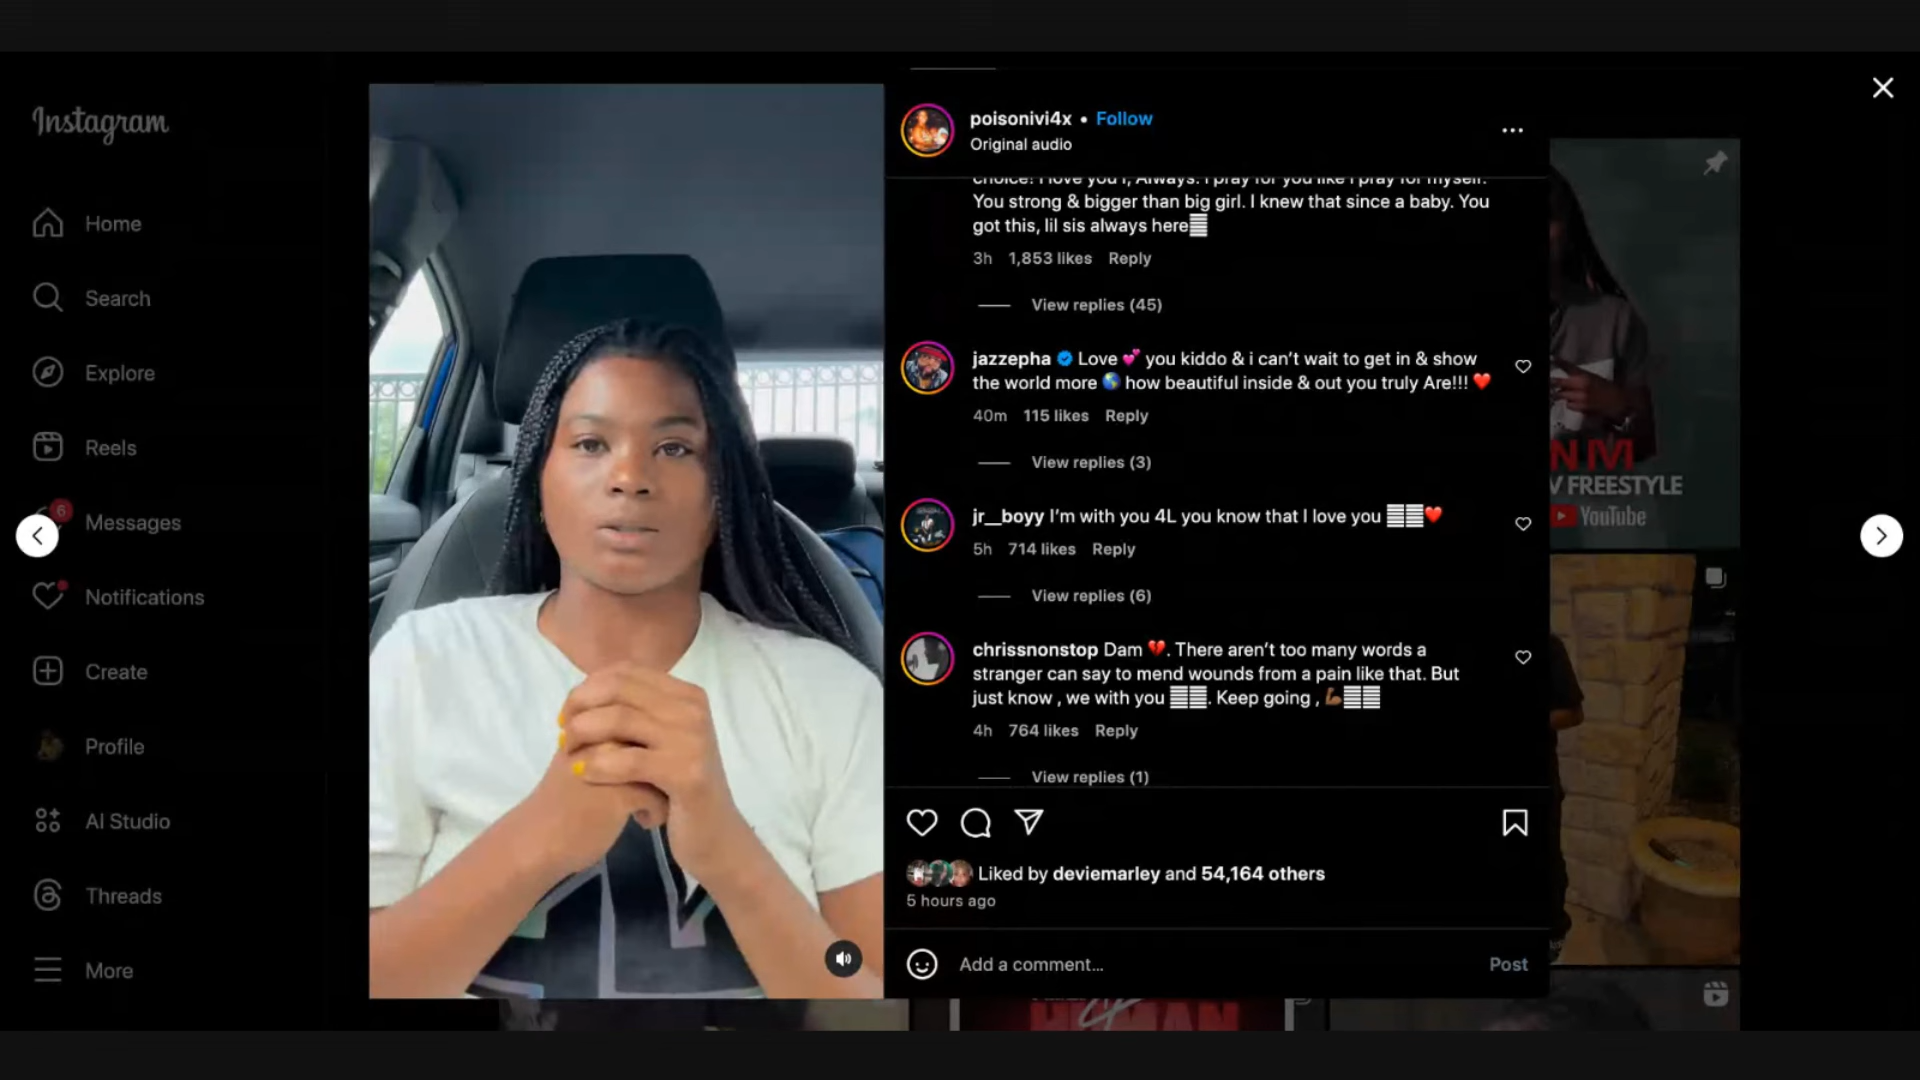 Instagram
Home
Search
Explore
Reels
6
Messages
Notifications
Create
Profile
AI Studio
Threads
More
poisonivi4x • Follow
Original audio
choice! I love you i, Always. I pray for you like I pray for myself.
You strong & bigger than big girl. I knew that since a baby. You
got this, lil sis always here
3h 1,853 likes Reply
View replies (45)
jazzepha Love 💕 you kiddo & i can’t wait to get in & show
the world more 🌎 how beautiful inside & out you truly Are!!! ❤️
40m 115 likes Reply
View replies (3)
jr__boyy I’m with you 4L you know that I love you ❤️
5h 714 likes Reply
View replies (6)
chrissnonstop Dam 💔. There aren’t too many words a
stranger can say to mend wounds from a pain like that. But
just know , we with you . Keep going , 💪🏾
4h 764 likes Reply
View replies (1)
Liked by deviemarley and 54,164 others
5 hours ago
Add a comment...
Post
N IVI
V FREESTYLE
YouTube